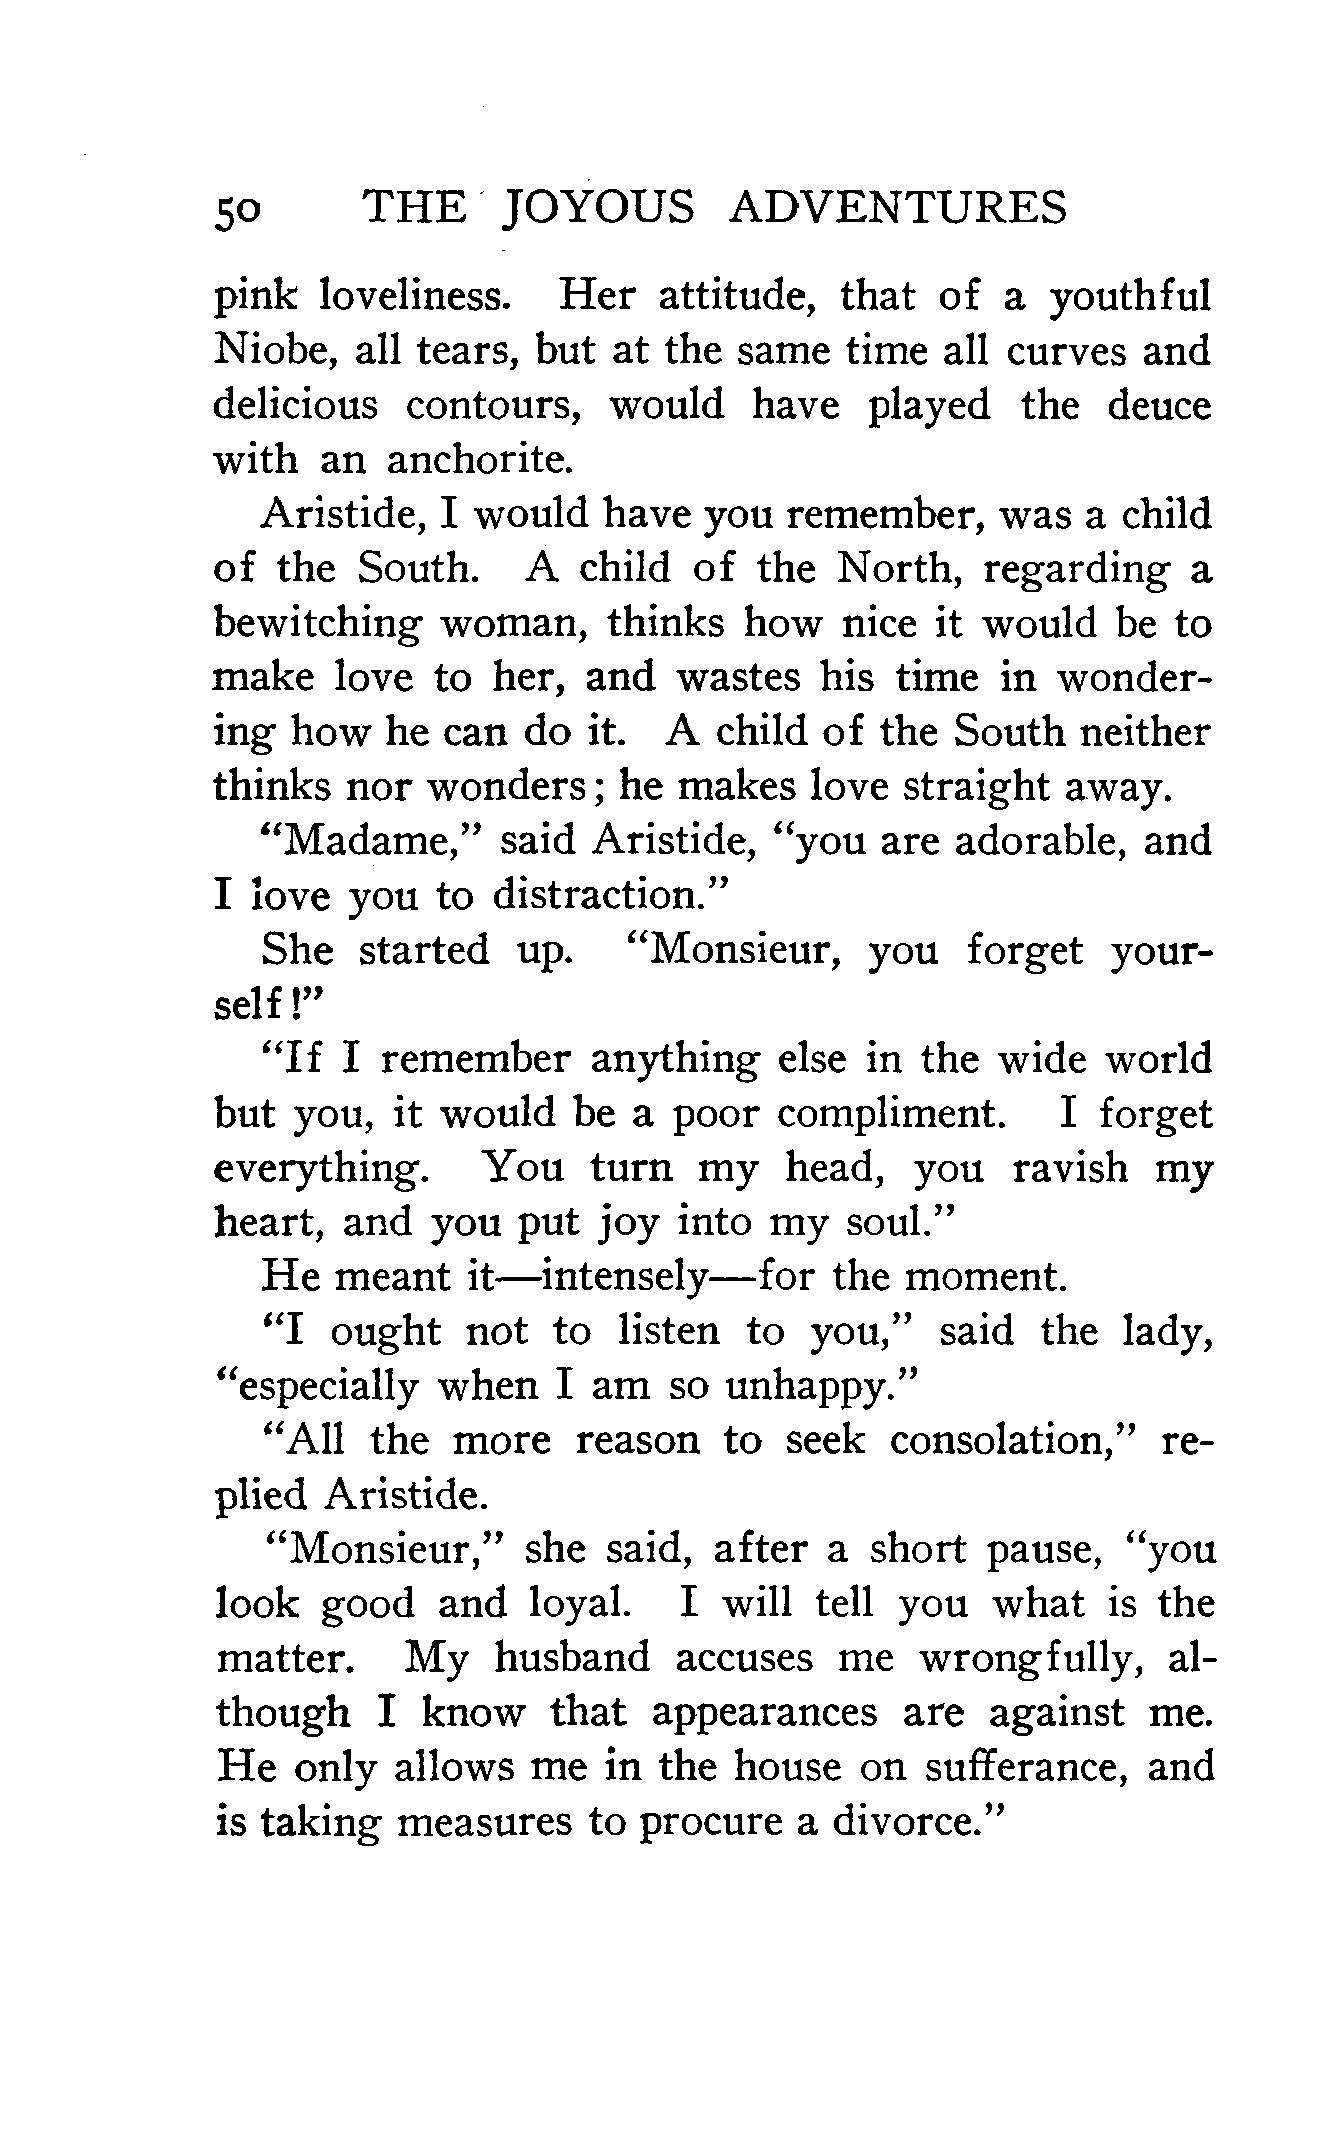 50 THE JOYOUS ADVENTURES
pink loveliness. Her attitude, that of a youthful
Niobe, all tears, but at the same time all curves and
delicious contours, would have played the deuce
with an anchorite.
Aristide, I would have you remember, was a child
of the South. A child of the North, regarding a
bewitching woman, thinks how nice it would be to
make love to her, and wastes his time in wonder-
ing how he can do it. A child of the South neither
thinks nor wonders; he makes love straight away.
"Madame," said Aristide, "you are adorable, and
I love you to distraction."
She started up. "Monsieur, you forget your-
self!"
"If I remember anything else in the wide world
but you, it would be a poor compliment. I forget
everything. You turn my head, you ravish my
heart, and you put joy into my soul."
He meant it—intensely—for the moment.
"I ought not to listen to you," said the lady,
"especially when I am so unhappy."
"All the more reason to seek consolation," re-
plied Aristide.
"Monsieur," she said, after a short pause, "you
look good and loyal. I will tell you what is the
matter. My husband accuses me wrongfully, al-
though I know that appearances are against me.
He only allows me in the house on sufferance, and
is taking measures to procure a divorce."